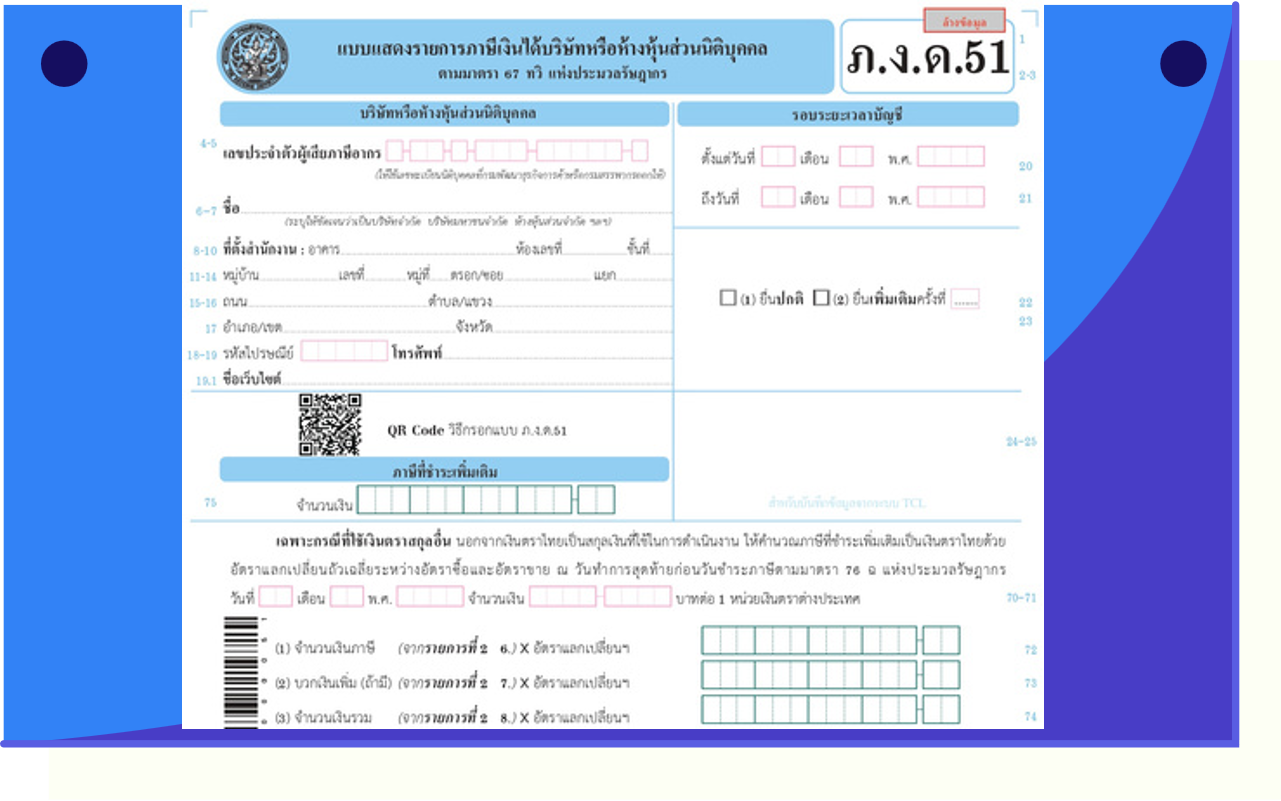 ล้างข้อมูล
แบบแสดงรายการภาษีเงินได้บริษัทหรือห้างหุ้นส่วนนิติบุคคล
ตามมาตรา 67 ทวิ แห่งประมวลรัษฎากร
ภ.ง.ด.51
1
2-3
บริษัทหรือห้างหุ้นส่วนนิติบุคคล
4-5 เลขประจำตัวผู้เสียภาษีอากร
(ให้ใช้เลขทะเบียนนิติบุคคลที่กรมพัฒนาธุรกิจการค้าหรือกรมสรรพากรออกให้)
6-7 ชื่อ
(ระบุให้ชัดเจนว่าเป็นบริษัทจำกัด บริษัทมหาชนจำกัด ห้างหุ้นส่วนจำกัด ฯลฯ)
8-10 ที่ตั้งสำนักงาน : อาคาร ห้องเลขที่ ชั้นที่
11-14 หมู่บ้าน เลขที่ หมู่ที่ ตรอก/ซอย แยก
15-16 ถนน ตำบล/แขวง
17 อำเภอ/เขต จังหวัด
18-19 รหัสไปรษณีย์ โทรศัพท์
19.1 ชื่อเว็บไซต์
รอบระยะเวลาบัญชี
ตั้งแต่วันที่ เดือน พ.ศ. 20
ถึงวันที่ เดือน พ.ศ. 21
(1) ยื่นปกติ (2) ยื่นเพิ่มเติมครั้งที่ ...... 22
23
QR Code วิธีกรอกแบบ ภ.ง.ด.51
24-25
ภาษีที่ชำระเพิ่มเติม
75 จำนวนเงิน
สำหรับบันทึกข้อมูลจากระบบ TCL
เฉพาะกรณีที่ใช้เงินตราสกุลอื่น นอกจากเงินตราไทยเป็นสกุลเงินที่ใช้ในการดำเนินงาน ให้คำนวณภาษีที่ชำระเพิ่มเติมเป็นเงินตราไทยด้วย
อัตราแลกเปลี่ยนถัวเฉลี่ยระหว่างอัตราซื้อและอัตราขาย ณ วันทำการสุดท้ายก่อนวันชำระภาษีตามมาตรา 76 ฉ แห่งประมวลรัษฎากร
วันที่ เดือน พ.ศ. จำนวนเงิน บาทต่อ 1 หน่วยเงินตราต่างประเทศ 70-71
(1) จำนวนเงินภาษี (จากรายการที่ 2 6.) X อัตราแลกเปลี่ยนฯ 72
(2) บวกเงินเพิ่ม (ถ้ามี) (จากรายการที่ 2 7.) X อัตราแลกเปลี่ยนฯ 73
(3) จำนวนเงินรวม (จากรายการที่ 2 8.) X อัตราแลกเปลี่ยนฯ 74